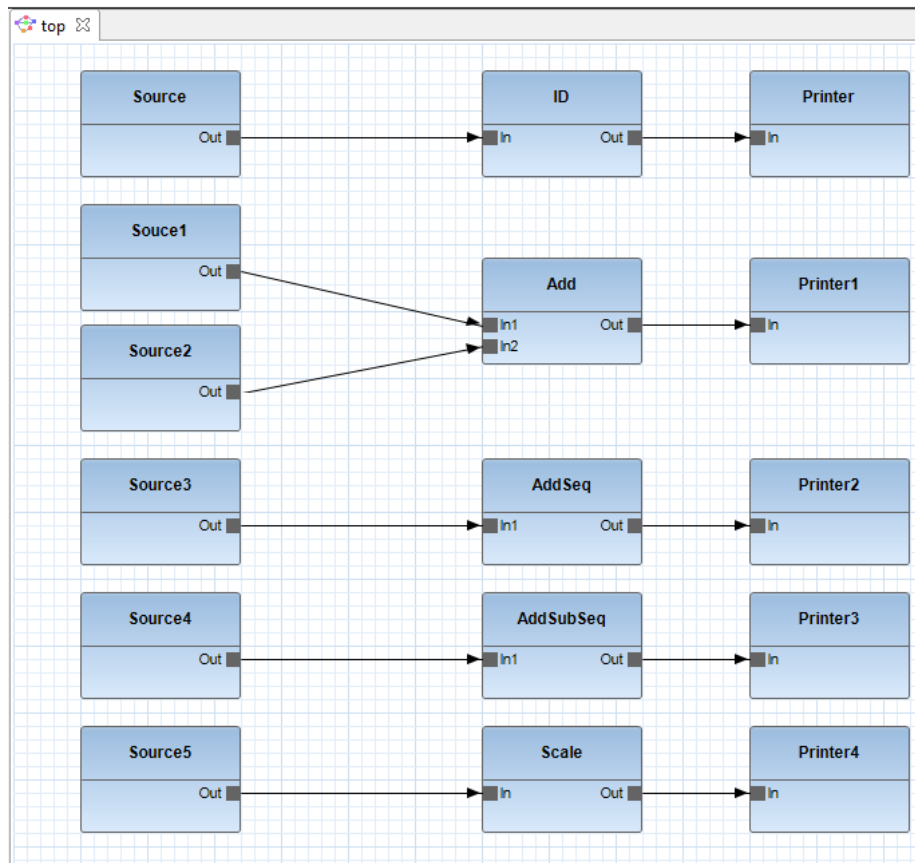 top
Source ID Printer
Out In Out In
Souce1
Out Add Printer1
In1 Out In
Source2 In2
Out
Source3 AddSeq Printer2
Out In1 Out In
Source4 AddSubSeq Printer3
Out In1 Out In
Source5 Scale Printer4
Out In Out In